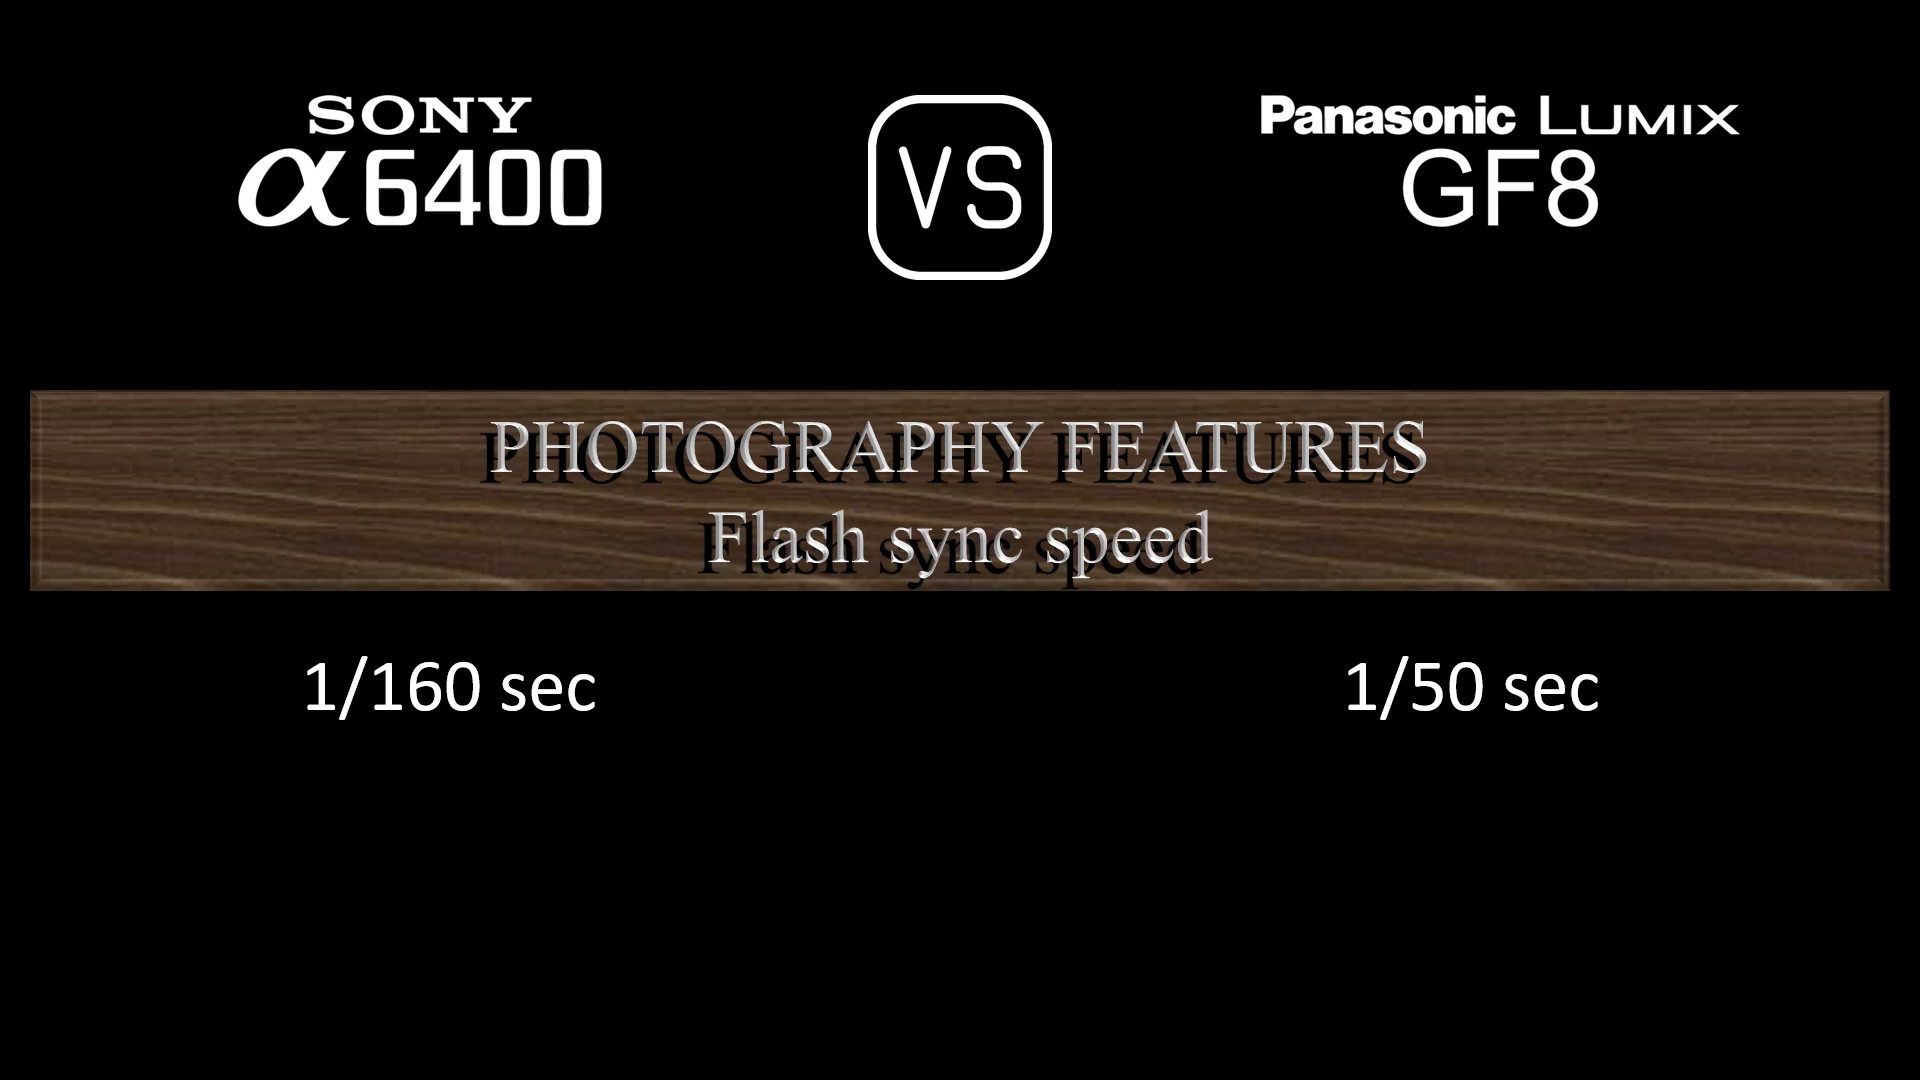 SONY
α6400
VS
Panasonic LUMIX
GF8
PHOTOGRAPHY FEATURES
Flash sync speed
1/160 sec
1/50 sec